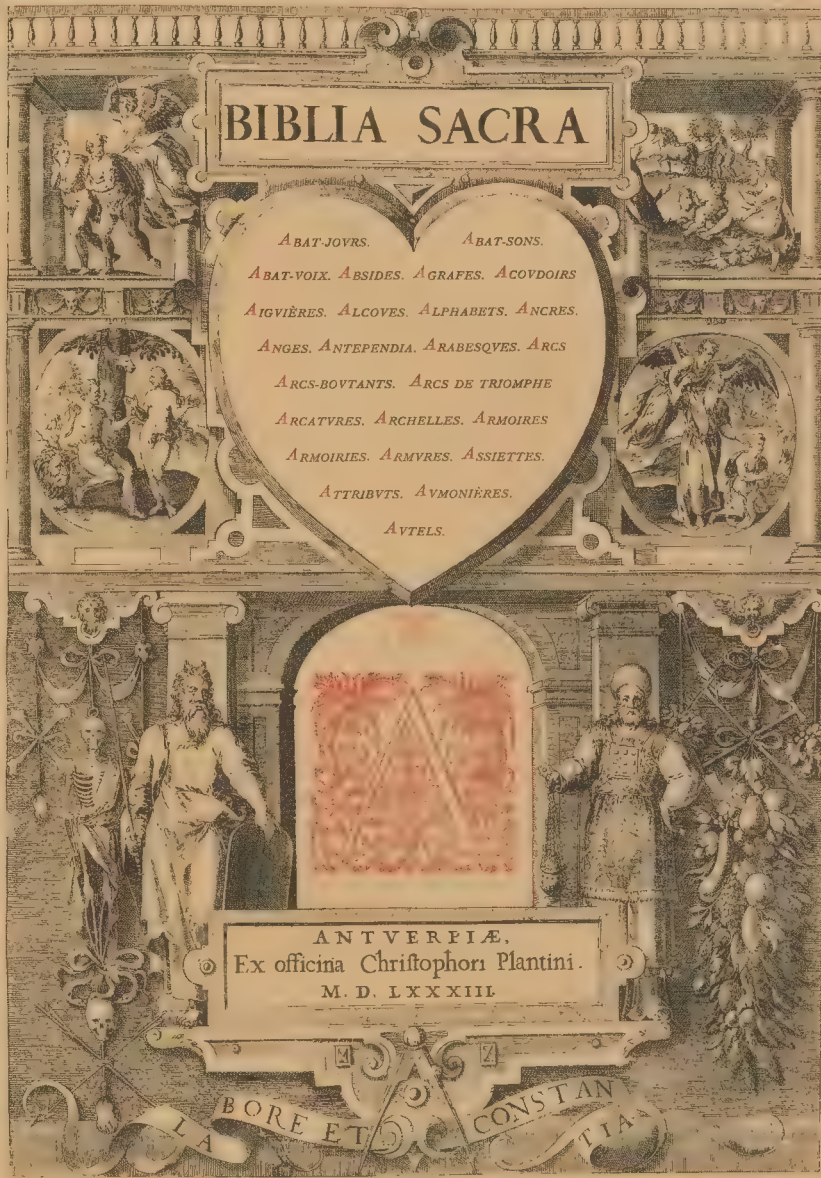 BIBLIA SACRA
ABAT-JOVRS. ABAT-SONS.
ABAT-VOIX. ABSIDES. AGRAFES. ACOVDOIRS
AIGVIÈRES. ALCOVES. ALPHABETS. ANCRES.
ANGES. ANTEPENDIA. ARABESQVES. ARCS
ARCS-BOVTANTS. ARCS DE TRIOMPHE
ARCATVRES. ARCHELLES. ARMOIRES
ARMOIRIES. ARMVRES. ASSIETTES.
ATTRIBVTS. AVMONIÈRES.
AVTELS.
A
ANTVERPIÆ,
Ex officina Chriſtophori Plantini.
M. D. LXXXIII.
LABORE ET CONSTANTIA